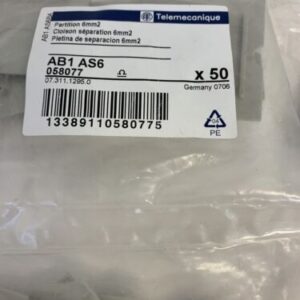 Telemecanique
Partition 6mm2
Cloison séparation 6mm2
Pletina de separacion 6mm2
AB1 AS6
058077
x 50
07.311.1295.0
Germany 0706
13389110580775
PE